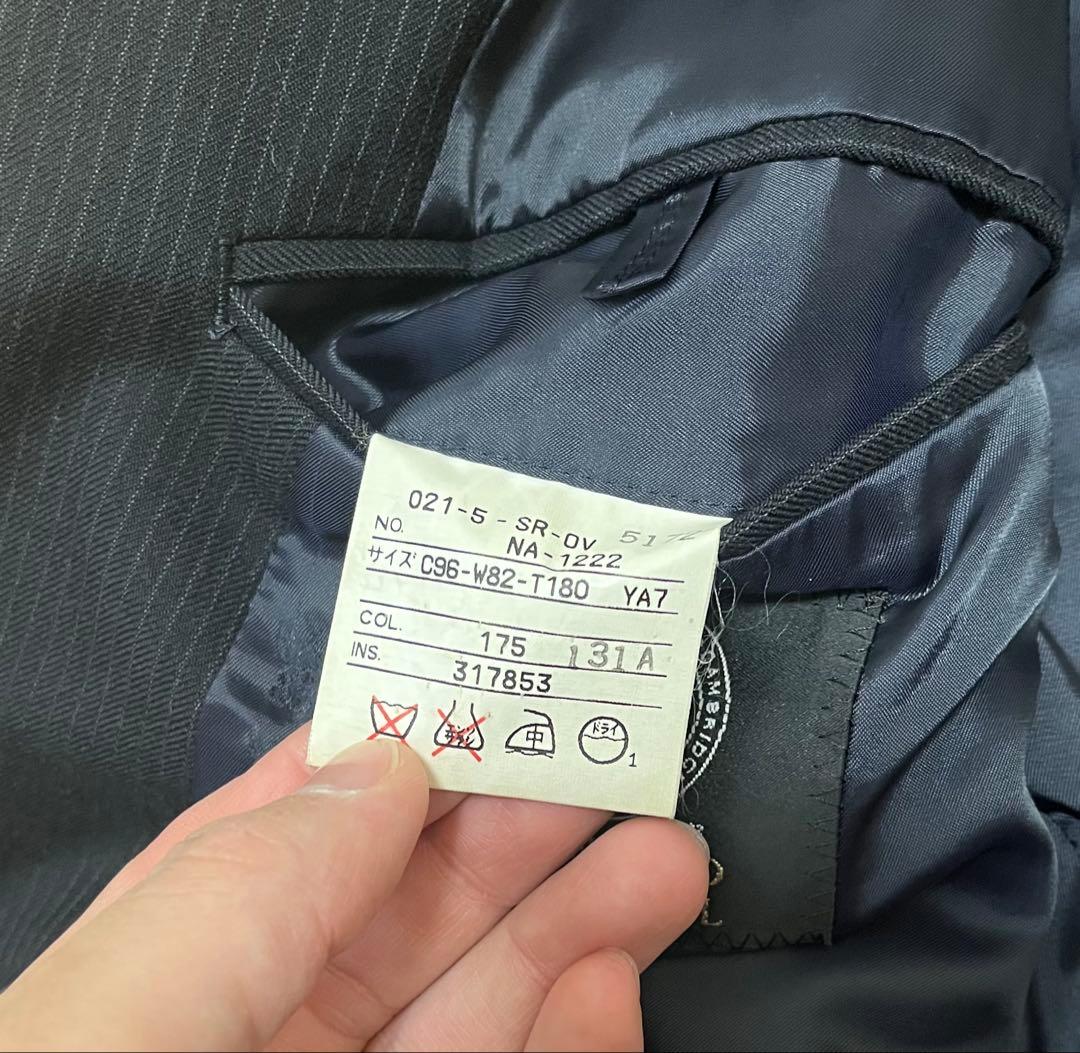 021-5-SR-OV
NO.
NA-1222
サイズ C96-W82-T180 YA7
COL. 175 131A
INS. 317853
中
ドライ
1
AMBRIDG